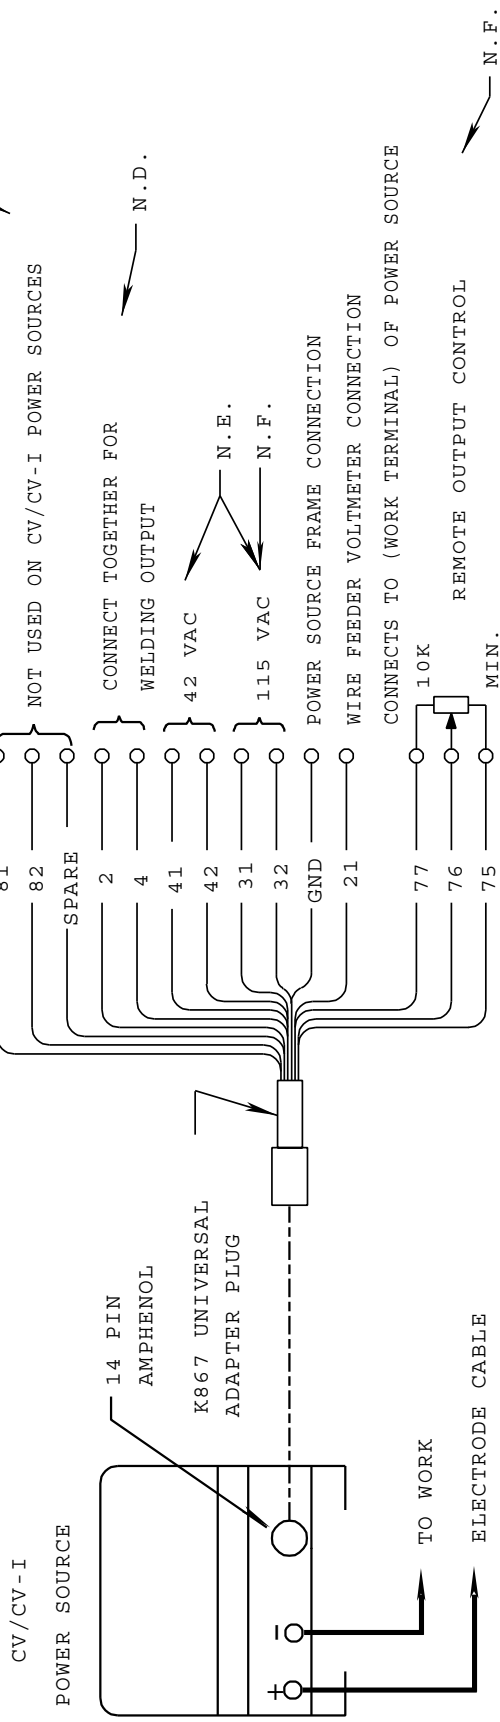 CV/CV-I
POWER SOURCE
14 PIN
AMPHENOL
K867 UNIVERSAL
ADAPTER PLUG
+
-
TO WORK
ELECTRODE CABLE
81
82
SPARE
2
4
41
42
31
32
GND
21
77
76
75
NOT USED ON CV/CV-I POWER SOURCES
CONNECT TOGETHER FOR
WELDING OUTPUT
N.D.
42 VAC
N.E.
115 VAC
N.F.
POWER SOURCE FRAME CONNECTION
WIRE FEEDER VOLTMETER CONNECTION
CONNECTS TO (WORK TERMINAL) OF POWER SOURCE
10K
REMOTE OUTPUT CONTROL
MIN.
N.F.